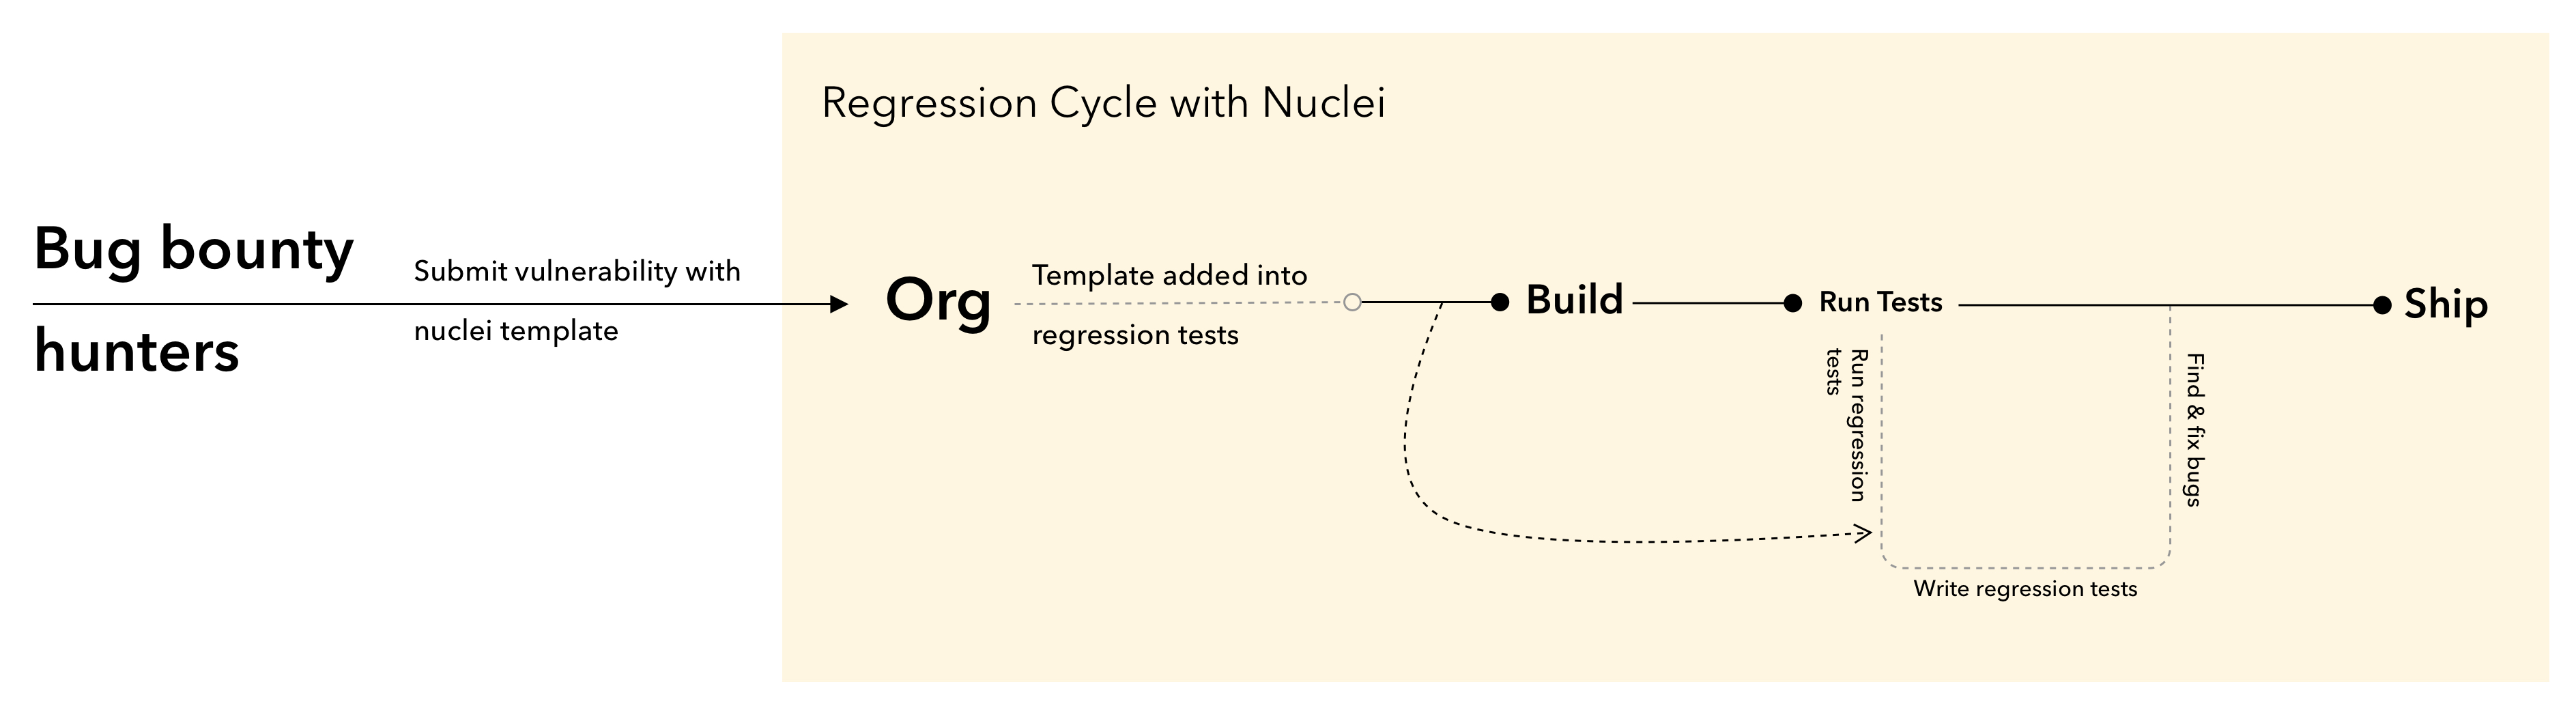 Regression Cycle with Nuclei
Bug bounty
hunters
Submit vulnerability with
nuclei template
Org
Template added into
regression tests
Build
Run Tests
Ship
Run regression
tests
Find & fix bugs
Write regression tests